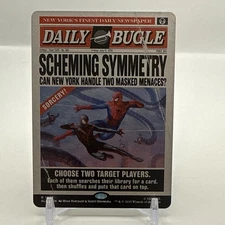 NEW YORK'S FINEST DAILY NEWSPAPER
DAILY BUGLE
SCHEMING SYMMETRY
CAN NEW YORK HANDLE TWO MASKED MENACES?
SORCERY!
CHOOSE TWO TARGET PLAYERS.
Each of them searches their library for a card,
then shuffles and puts that card on top.